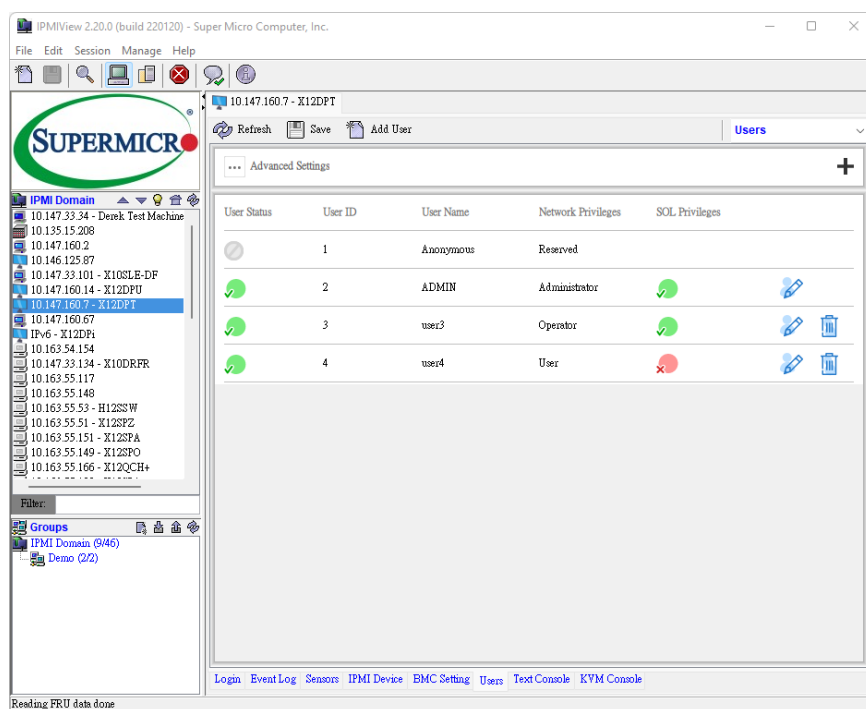 IPMIView 2.20.0 (build 220120) - Super Micro Computer, Inc.
File Edit Session Manage Help
SUPERMICR
®
10.147.160.7 - X12DPT
Refresh Save Add User
Users
Advanced Settings
IPMI Domain
10.147.33.34 - Derek Test Machine
10.135.15.208
10.147.160.2
10.146.125.87
10.147.33.101 - X10SLE-DF
10.147.160.14 - X12DPU
10.147.160.7 - X12DPT
10.147.160.67
IPv6 - X12DPi
10.163.54.154
10.147.33.134 - X10DRFR
10.163.55.117
10.163.55.148
10.163.55.53 - H12SSW
10.163.55.51 - X12SPZ
10.163.55.151 - X12SPA
10.163.55.149 - X12SPO
10.163.55.166 - X12QCH+
Filter:
Groups
IPMI Domain (9/46)
Demo (2/2)
User Status User ID User Name Network Privileges SOL Privileges
1 Anonymous Reserved
2 ADMIN Administrator
3 user3 Operator
4 user4 User
Login Event Log Sensors IPMI Device BMC Setting Users Text Console KVM Console
Reading FRU data done